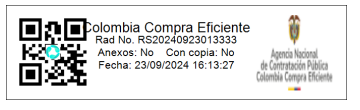 Colombia Compra Eficiente
Rad No. RS20240923013333
Anexos: No Con copia: No
Fecha: 23/09/2024 16:13:27
Agencia Nacional
de Contratación Pública
Colombia Compra Eficiente